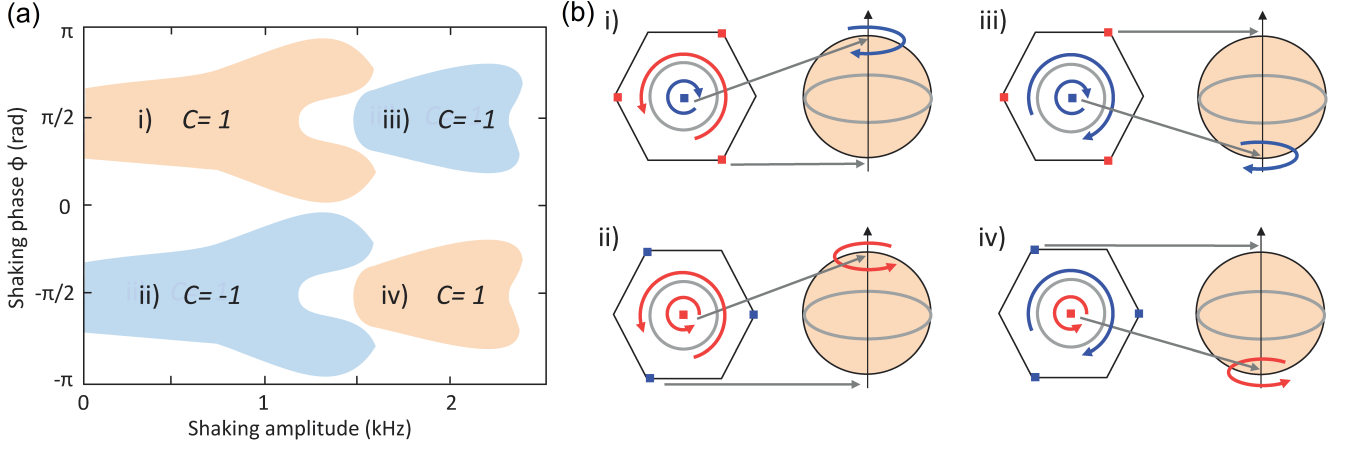 (a)
π
π/2
0
-π/2
-π
Shaking phase ϕ (rad)
i) C= 1
iii) C= -1
ii) C= -1
iv) C= 1
0
1
2
Shaking amplitude (kHz)
(b)
i)
iii)
ii)
iv)